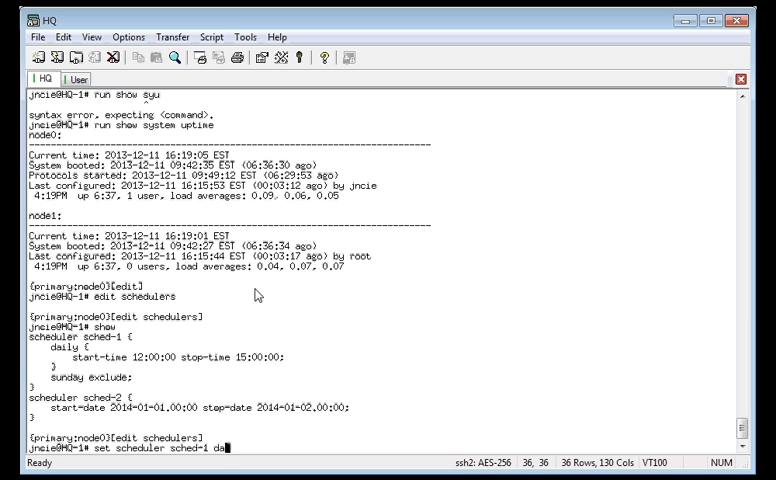 HQ
File Edit View Options Transfer Script Tools Help
HQ User
jncie@HQ-1# run show syu
^
syntax error, expecting <command>.
jncie@HQ-1# run show system uptime
node0:
--------------------------------------------------------------------------
Current time: 2013-12-11 16:19:05 EST
System booted: 2013-12-11 09:42:35 EST (06:36:30 ago)
Protocols started: 2013-12-11 09:49:12 EST (06:29:53 ago)
Last configured: 2013-12-11 16:15:53 EST (00:03:12 ago) by jncie
4:19PM up 6:37, 1 user, load averages: 0.09, 0.06, 0.05
node1:
--------------------------------------------------------------------------
Current time: 2013-12-11 16:19:01 EST
System booted: 2013-12-11 09:42:27 EST (06:36:34 ago)
Last configured: 2013-12-11 16:15:44 EST (00:03:17 ago) by root
4:19PM up 6:37, 0 users, load averages: 0.04, 0.07, 0.07
{primary:node0}[edit]
jncie@HQ-1# edit schedulers
{primary:node0}[edit schedulers]
jncie@HQ-1# show
scheduler sched-1 {
daily {
start-time 12:00:00 stop-time 15:00:00;
}
sunday exclude;
}
scheduler sched-2 {
start-date 2014-01-01.00:00 stop-date 2014-01-02.00:00;
}
{primary:node0}[edit schedulers]
jncie@HQ-1# set scheduler sched-1 da
Ready ssh2: AES-256 36, 36 36 Rows, 130 Cols VT100 NUM